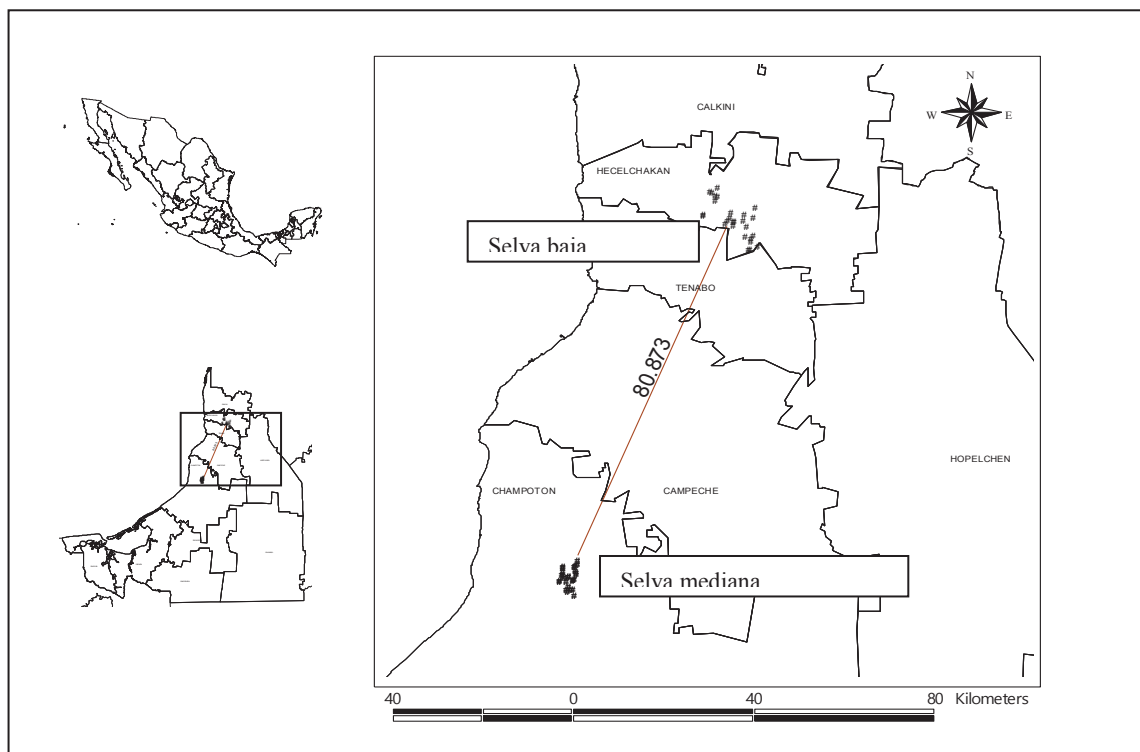 N
CALKINI
W E
S
HECELCHAKAN
Selva baja
TENABO
80.873
HOPELCHEN
CHAMPOTON CAMPECHE
Selva mediana
40 0 40 80 Kilometers